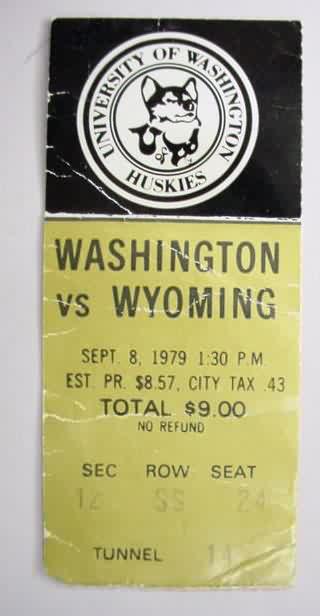 UNIVERSITY OF WASHINGTON
HUSKIES
WASHINGTON
VS WYOMING
SEPT. 8, 1979 1:30 P.M.
EST. PR. $8.57, CITY TAX .43
TOTAL $9.00
NO REFUND
SEC ROW SEAT
12 SS 24
TUNNEL 14